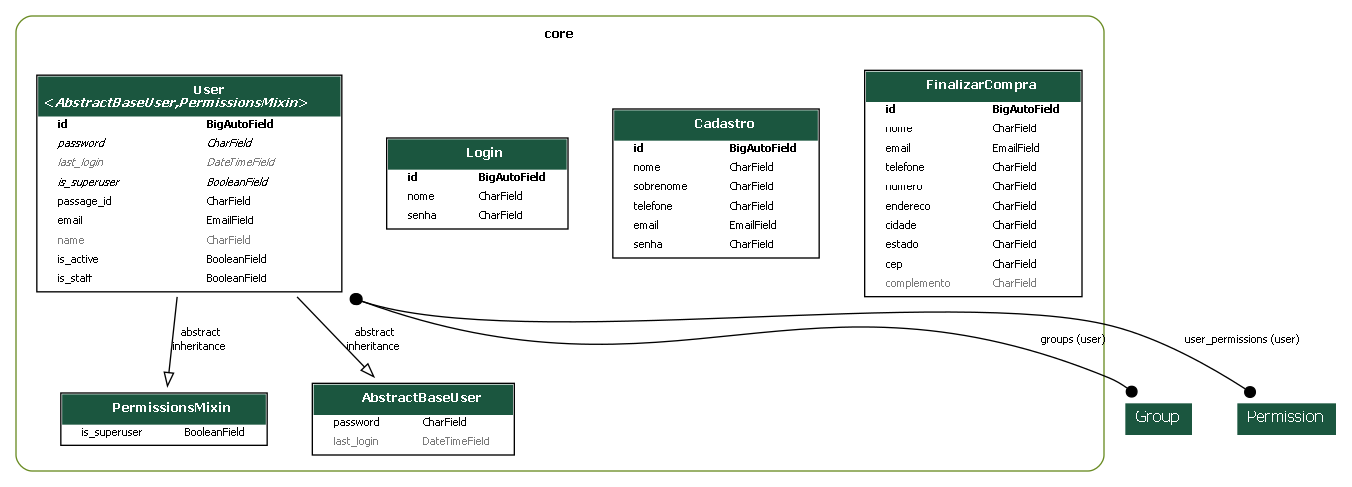 core
User
<AbstractBaseUser,PermissionsMixin>
id BigAutoField
password CharField
last_login DateTimeField
is_superuser BooleanField
passage_id CharField
email EmailField
name CharField
is_active BooleanField
is_staff BooleanField
Login
id BigAutoField
nome CharField
senha CharField
Cadastro
id BigAutoField
nome CharField
sobrenome CharField
telefone CharField
email EmailField
senha CharField
FinalizarCompra
id BigAutoField
nome CharField
email EmailField
telefone CharField
numero CharField
endereco CharField
cidade CharField
estado CharField
cep CharField
complemento CharField
abstract
inheritance
abstract
inheritance
groups (user)
user_permissions (user)
PermissionsMixin
is_superuser BooleanField
AbstractBaseUser
password CharField
last_login DateTimeField
Group
Permission